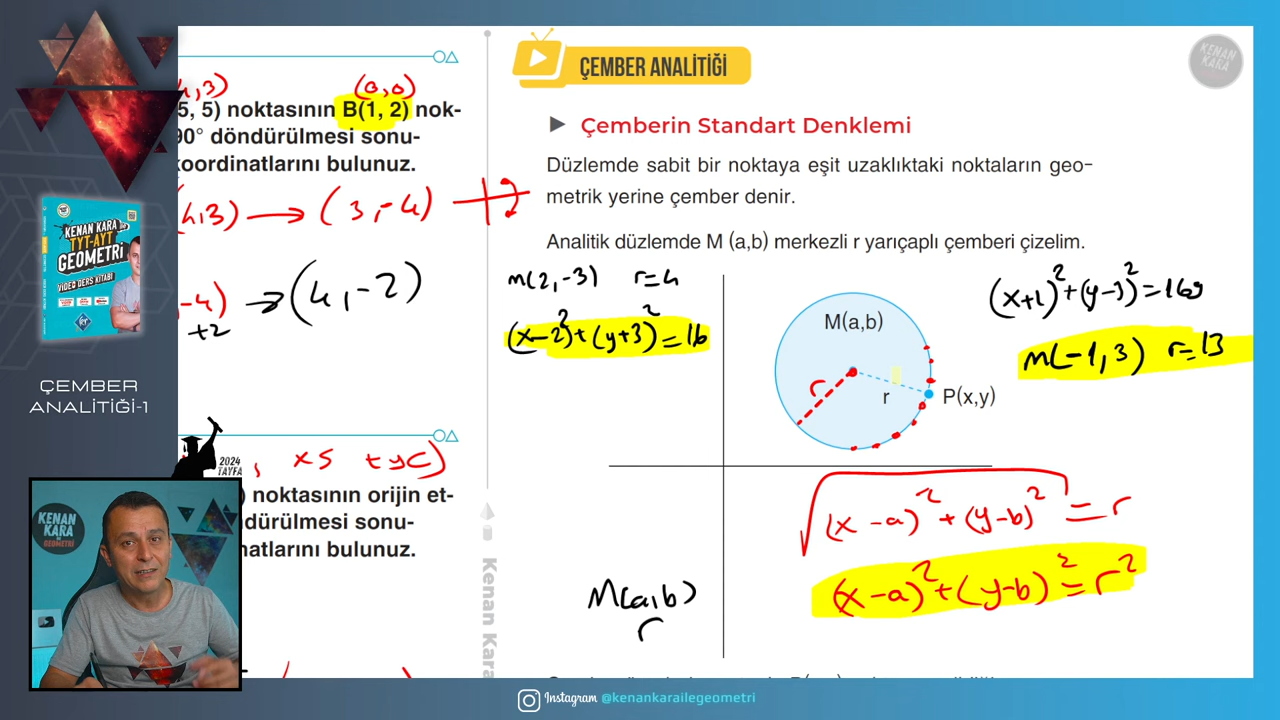 KENAN KARA
TYT-AYT
GEOMETRİ
VİDEO DERS KİTABI
ÇEMBER
ANALİTİĞİ-1
2024
TAYFA
KENAN
KARA
GEOMETRİ
,3) (0,0)
5, 5) noktasının B(1, 2) nok-
90° döndürülmesi sonu-
koordinatlarını bulunuz.
(4,3) → (3,-4)
-4) → (4,-2)
+2
, xS +yC)
) noktasının orijin et-
ndürülmesi sonu-
natlarını bulunuz.
Kenan Kara
ÇEMBER ANALİTİĞİ
KENAN
KARA
▶ Çemberin Standart Denklemi
Düzlemde sabit bir noktaya eşit uzaklıktaki noktaların geo-
metrik yerine çember denir.
Analitik düzlemde M (a,b) merkezli r yarıçaplı çemberi çizelim.
M(2,-3) r=4
(x-2)²+(y+3)²=16
M(a,b)
r
r
P(x,y)
(x+1)²+(y-3)²=169
M(-1,3) r=13
√(x-a)²+(y-b)² = r
(x-a)²+(y-b)²=r²
M(a,b)
r
Instagram @kenankarailegeometri